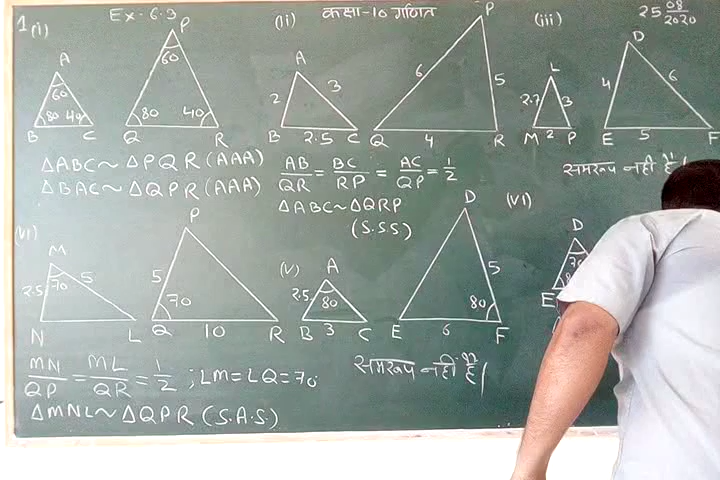 Ex-6.3
कक्षा-10 गणित
25 08/2020
1 (i)
A
60
80 40
B C
P
60
80 40
Q R
ΔABC ~ ΔPQR (AAA)
ΔBAC ~ ΔQPR (AAA)
(ii)
A
2 3
B 2.5 C
P
6 5
Q 4 R
AB/QR = BC/RP = AC/QP = 1/2
ΔABC ~ ΔQRP
(S.SS)
(iii)
L
2.7 3
M 2 P
D
4 6
E 5 F
समरूप नहीं है।
(VI)
M
2.5 70 5
N L
P
5
70
Q 10 R
MN/QP = ML/QR = 1/2 ; LM = LQ = 70
ΔMNL ~ ΔQPR (S.A.S)
(V)
A
2.5 80
B 3 C
D
5
80
E 6 F
समरूप नहीं है।
(VI)
D
70
E